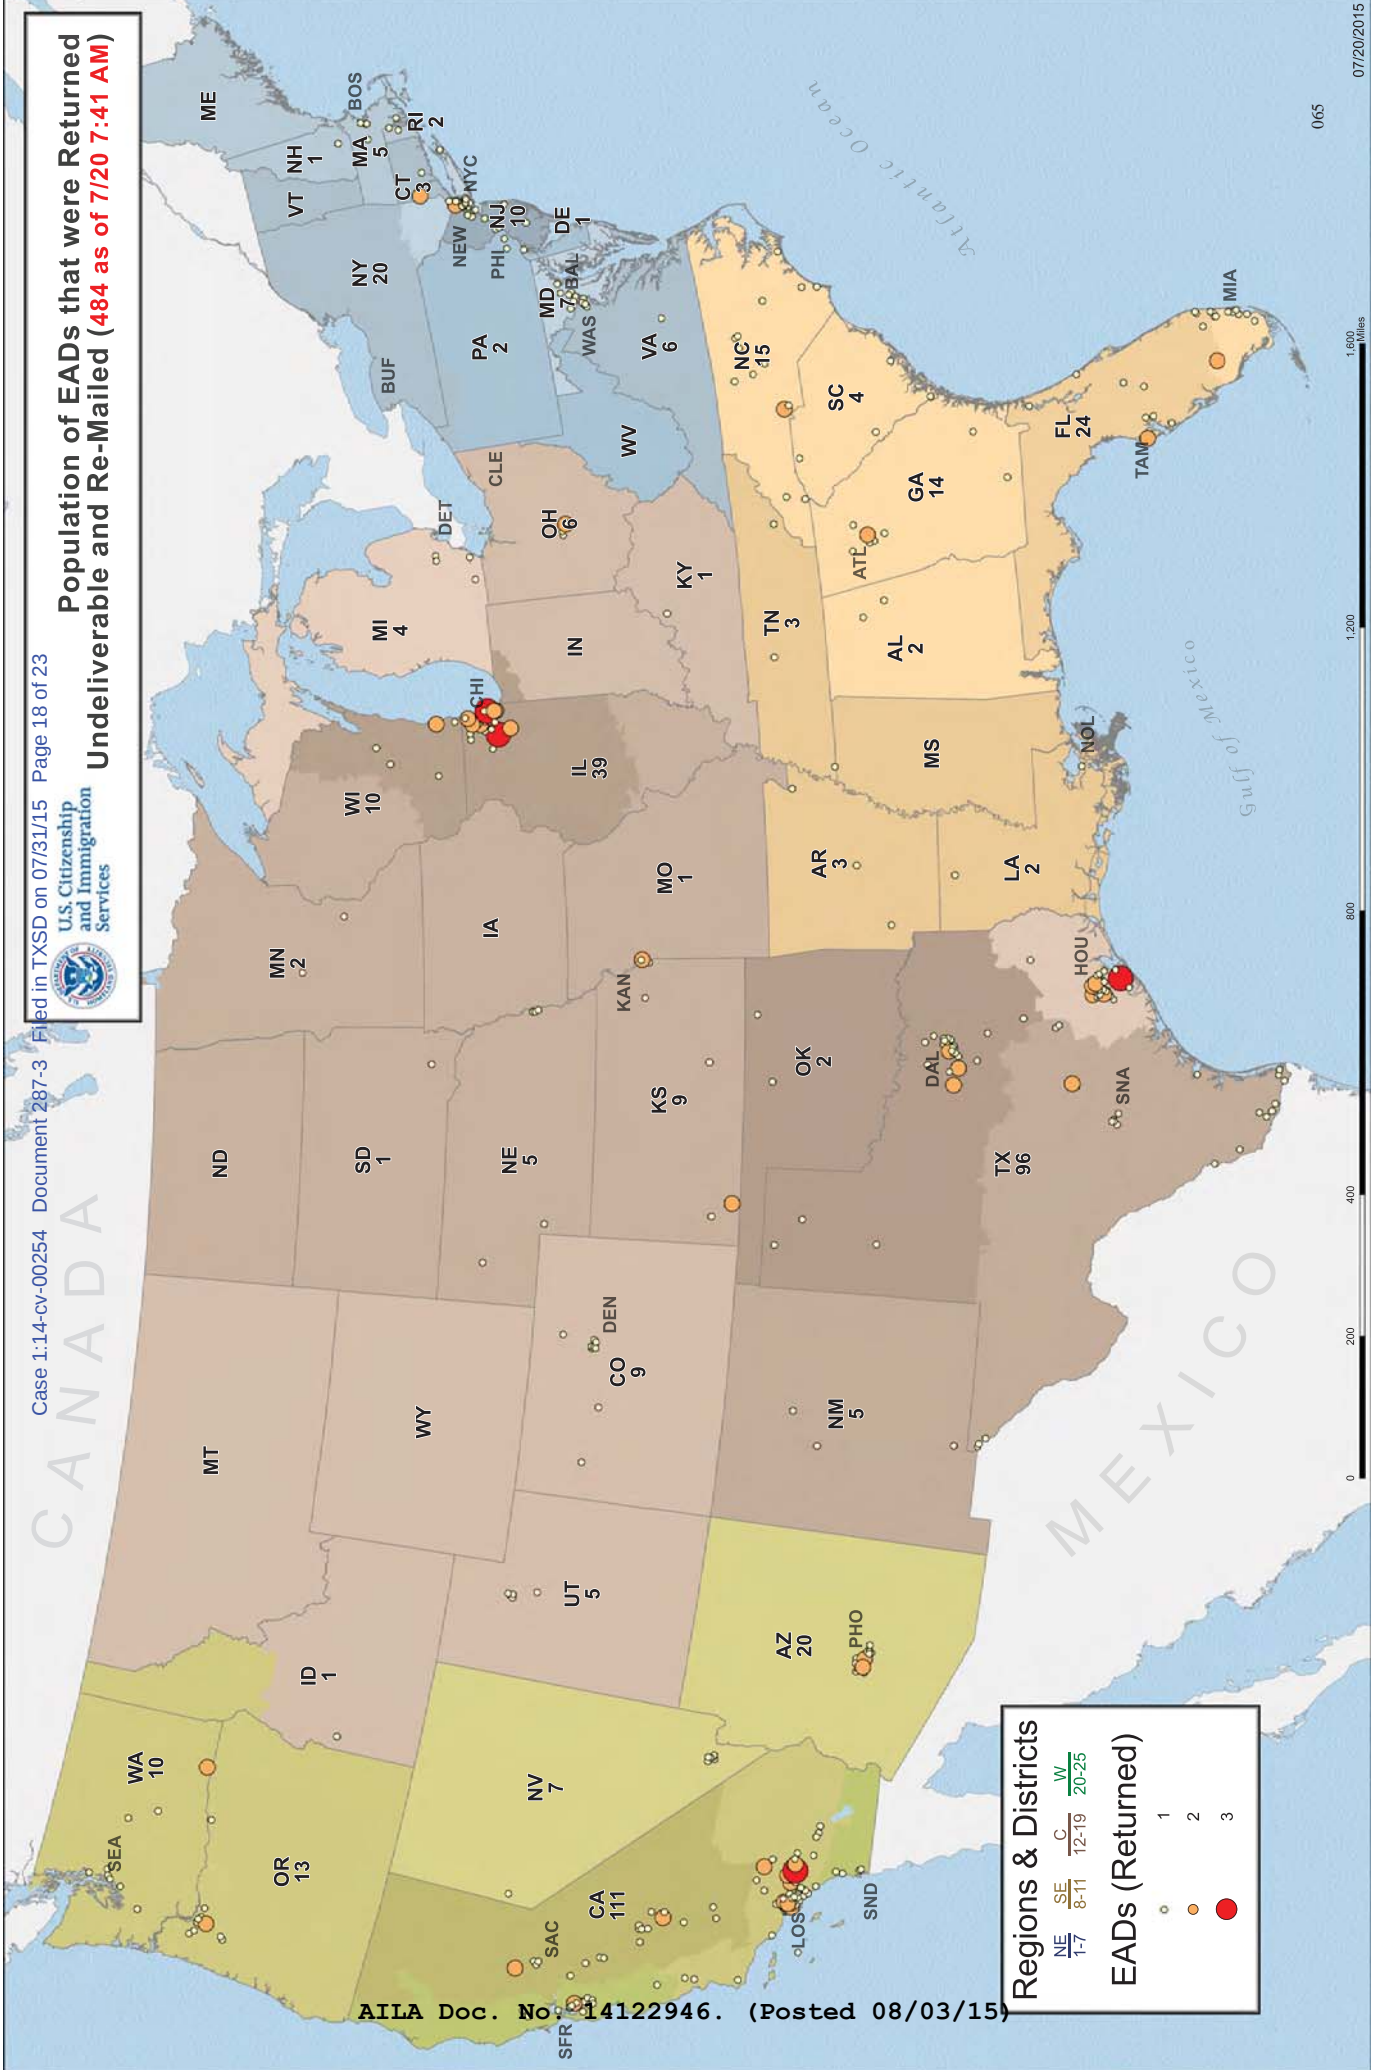 Case 1:14-cv-00254 Document 287-3 Filed in TXSD on 07/31/15 Page 18 of 23
U.S. Citizenship
and Immigration
Services
Population of EADs that were Returned
Undeliverable and Re-Mailed (484 as of 7/20 7:41 AM)
CANADA
WA
10
SEA
OR
13
ID
1
MT
ND
MN
2
WI
10
MI
4
DET
BUF
NY
20
VT
NH
1
ME
MA
5
BOS
RI
2
CT
3
NYC
NEW
NJ
10
PHI
PA
2
DE
1
MD
7
BAL
WAS
WY
SD
1
NE
5
IA
IL
39
CHI
IN
OH
6
CLE
WV
VA
6
NV
7
UT
5
CO
9
DEN
KS
9
KAN
MO
1
KY
1
NC
15
SC
4
TN
3
CA
111
SAC
SFR
LOS
SND
AZ
20
PHO
NM
5
OK
2
AR
3
MS
AL
2
GA
14
ATL
FL
24
TAM
MIA
TX
96
DAL
SNA
HOU
LA
2
NOL
MEXICO
Gulf of Mexico
Atlantic Ocean
Regions & Districts
NE SE C W
1-7 8-11 12-19 20-25
EADs (Returned)
1
2
3
0 200 400 800 1,200 1,600
Miles
065
07/20/2015
AILA Doc. No. 14122946. (Posted 08/03/15)